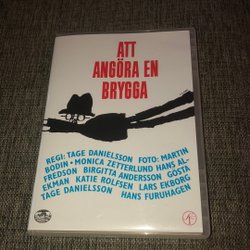 ATT
ANGÖRA EN
BRYGGA
REGI: TAGE DANIELSSON FOTO: MARTIN
BODIN · MONICA ZETTERLUND HANS AL-
FREDSON BIRGITTA ANDERSSON GÖSTA
EKMAN KATIE ROLFSEN LARS EKBORG
TAGE DANIELSSON HANS FURUHAGEN